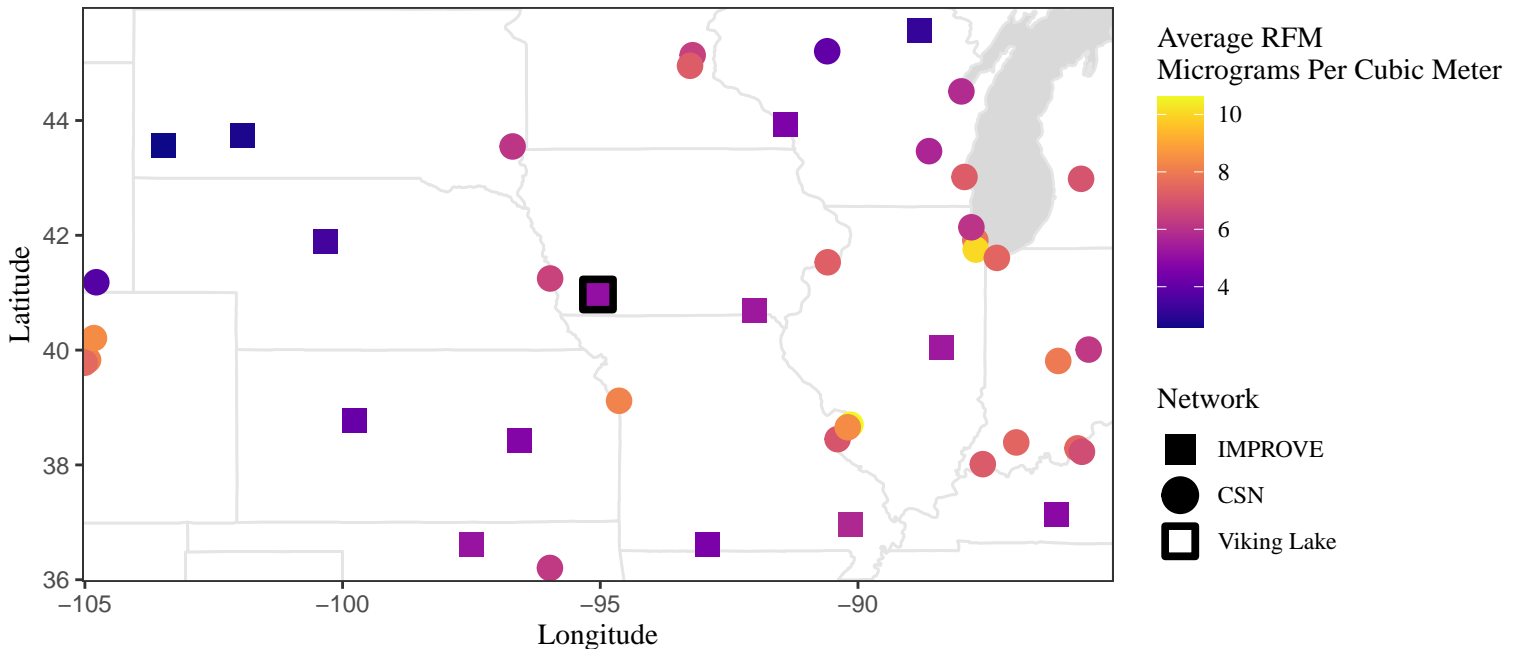 Average RFM
Micrograms Per Cubic Meter
10
8
6
4
Network
IMPROVE
CSN
Viking Lake
Latitude
44
42
40
38
36
−105
−100
−95
−90
Longitude